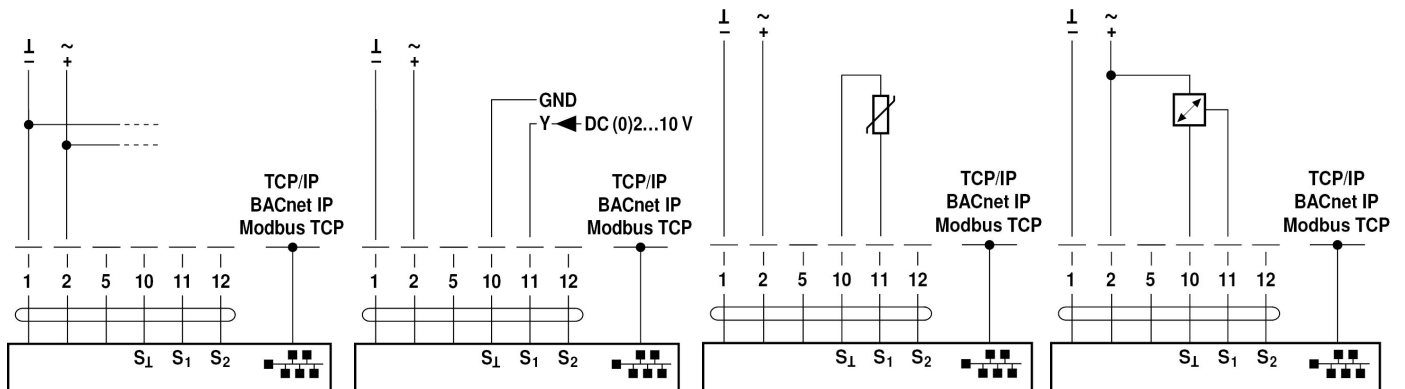 ⊥ ~
– +
TCP/IP
BACnet IP
Modbus TCP
1 2 5 10 11 12
S⊥ S1 S2
⊥ ~
– +
GND
Y DC (0)2...10 V
TCP/IP
BACnet IP
Modbus TCP
1 2 5 10 11 12
S⊥ S1 S2
⊥ ~
– +
TCP/IP
BACnet IP
Modbus TCP
1 2 5 10 11 12
S⊥ S1 S2
⊥ ~
– +
TCP/IP
BACnet IP
Modbus TCP
1 2 5 10 11 12
S⊥ S1 S2